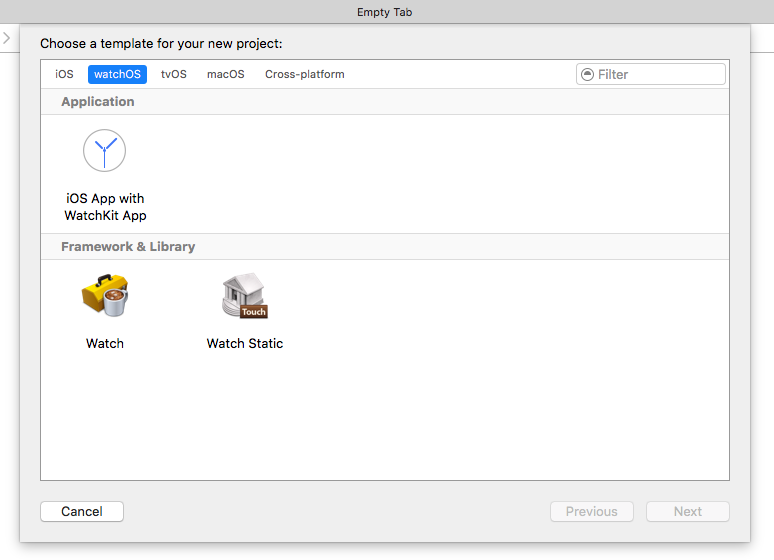 Empty Tab
Choose a template for your new project:
iOS watchOS tvOS macOS Cross-platform Filter
Application
iOS App with
WatchKit App
Framework & Library
Touch
Watch Watch Static
Cancel Previous Next